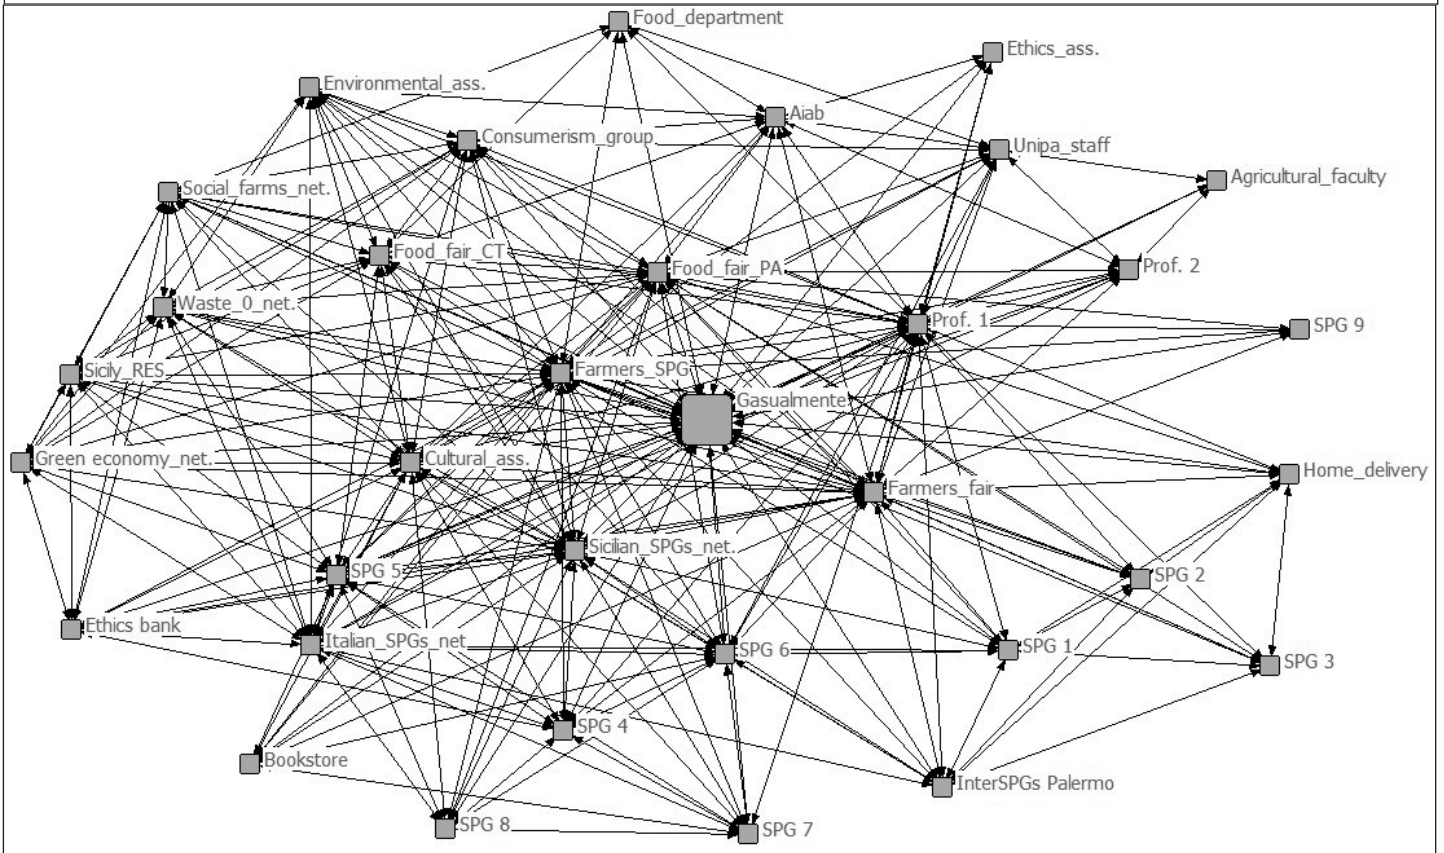 Food_department
Ethics_ass.
Environmental_ass.
Aiab
Consumerism_group
Unipa_staff
Agricultural_faculty
Social_farms_net.
Food_fair_CT
Food_fair_PA
Prof. 2
Waste_0_net.
Prof. 1
SPG 9
Sicily_RES
Farmers_SPG
Gasualmente
Green economy_net.
Cultural_ass.
Home_delivery
Farmers_fair
Sicilian_SPGs_net.
SPG 5
SPG 2
Ethics bank
Italian_SPGs_net
SPG 6
SPG 1
SPG 3
SPG 4
Bookstore
InterSPGs Palermo
SPG 8
SPG 7